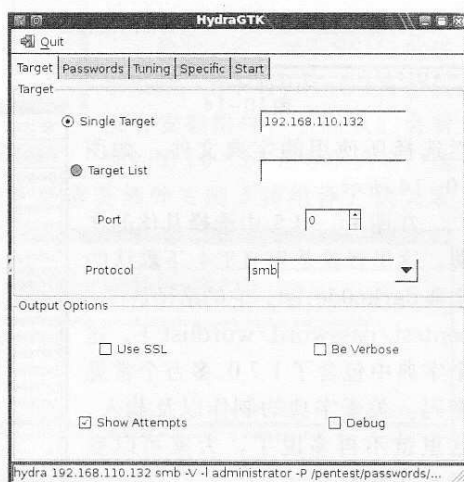 HydraGTK
Quit
Target Passwords Tuning Specific Start
Target
Single Target 192.168.110.132
Target List
Port 0
Protocol smb
Output Options
Use SSL Be Verbose
Show Attempts Debug
hydra 192.168.110.132 smb -V -l administrator -P /pentest/passwords/...